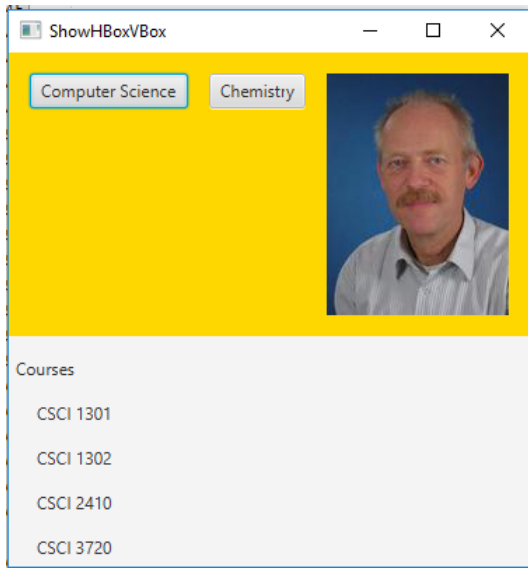 ShowHBoxVBox
Computer Science Chemistry
Courses
CSCI 1301
CSCI 1302
CSCI 2410
CSCI 3720